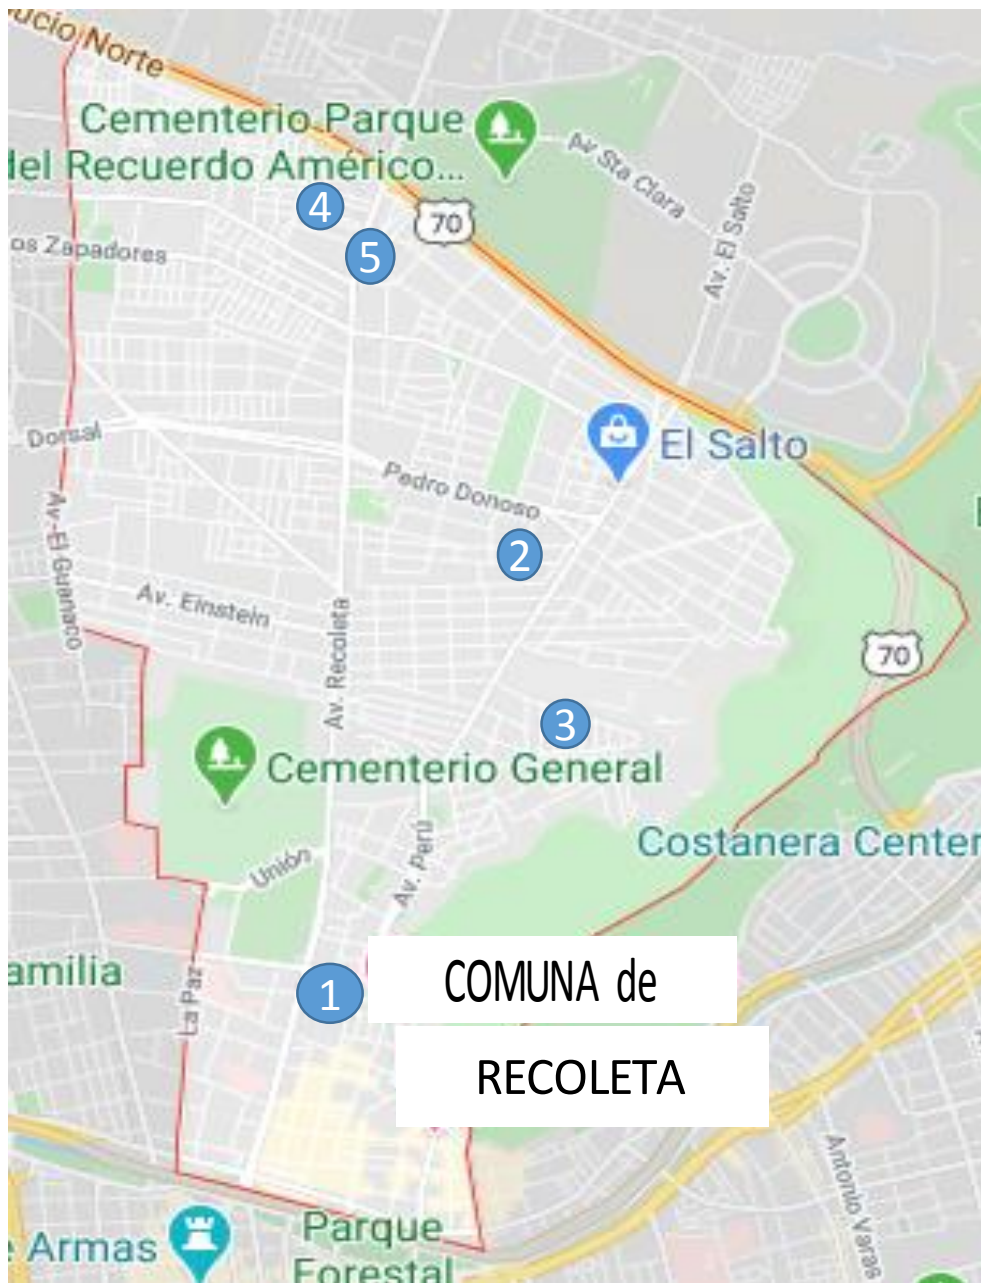 ucio Norte
Cementerio Parque
del Recuerdo Américo...
Av Sta Clara
4
70
5
os Zapadores
Av. El Salto
Dorsal
El Salto
Pedro Donoso
2
Av. El Guanaco
Av. Einstein
Av. Recoleta
70
3
Cementerio General
Costanera Center
Av. Perú
Unión
amilia
La Paz
1
COMUNA de
RECOLETA
Antonio Varas
Armas
Parque
Forestal